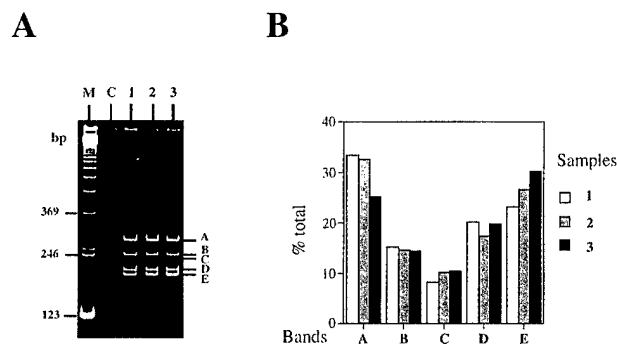 A
B
M C 1 2 3
bp
369
246
123
A
B
C
D
E
40
30
20
10
0
% total
Bands A B C D E
Samples
1
2
3